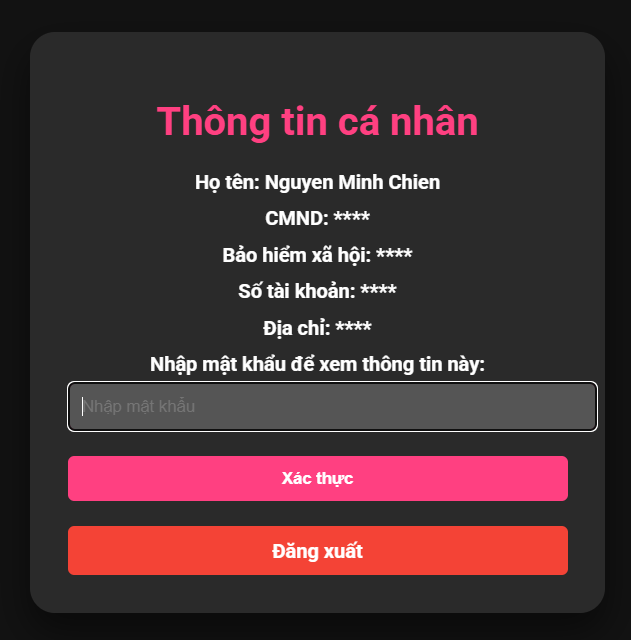 Thông tin cá nhân
Họ tên: Nguyen Minh Chien
CMND: ****
Bảo hiểm xã hội: ****
Số tài khoản: ****
Địa chỉ: ****
Nhập mật khẩu để xem thông tin này:
Nhập mật khẩu
Xác thực
Đăng xuất